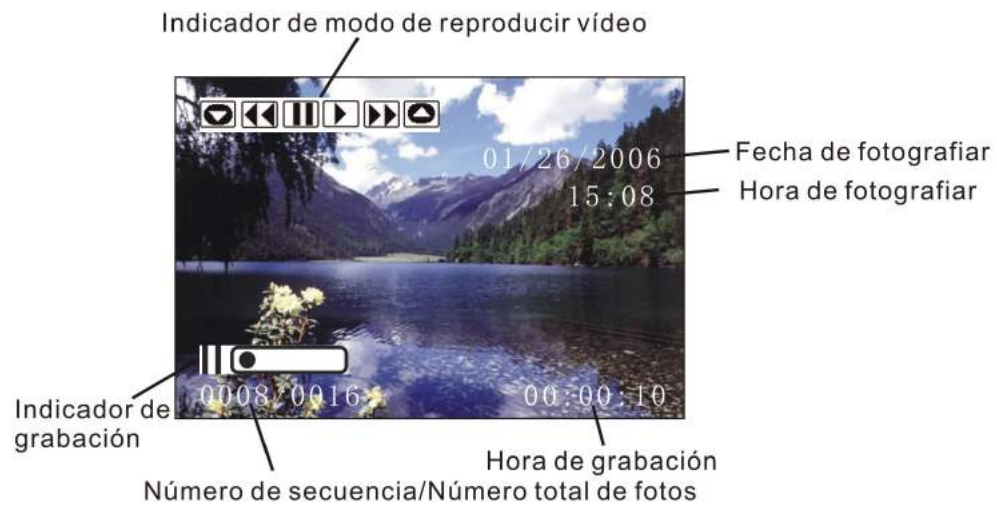 Indicador de modo de reproducir vídeo
01/26/2006
Fecha de fotografiar
15:08
Hora de fotografiar
0008/0016
00:00:10
Indicador de
grabación
Hora de grabación
Número de secuencia/Número total de fotos